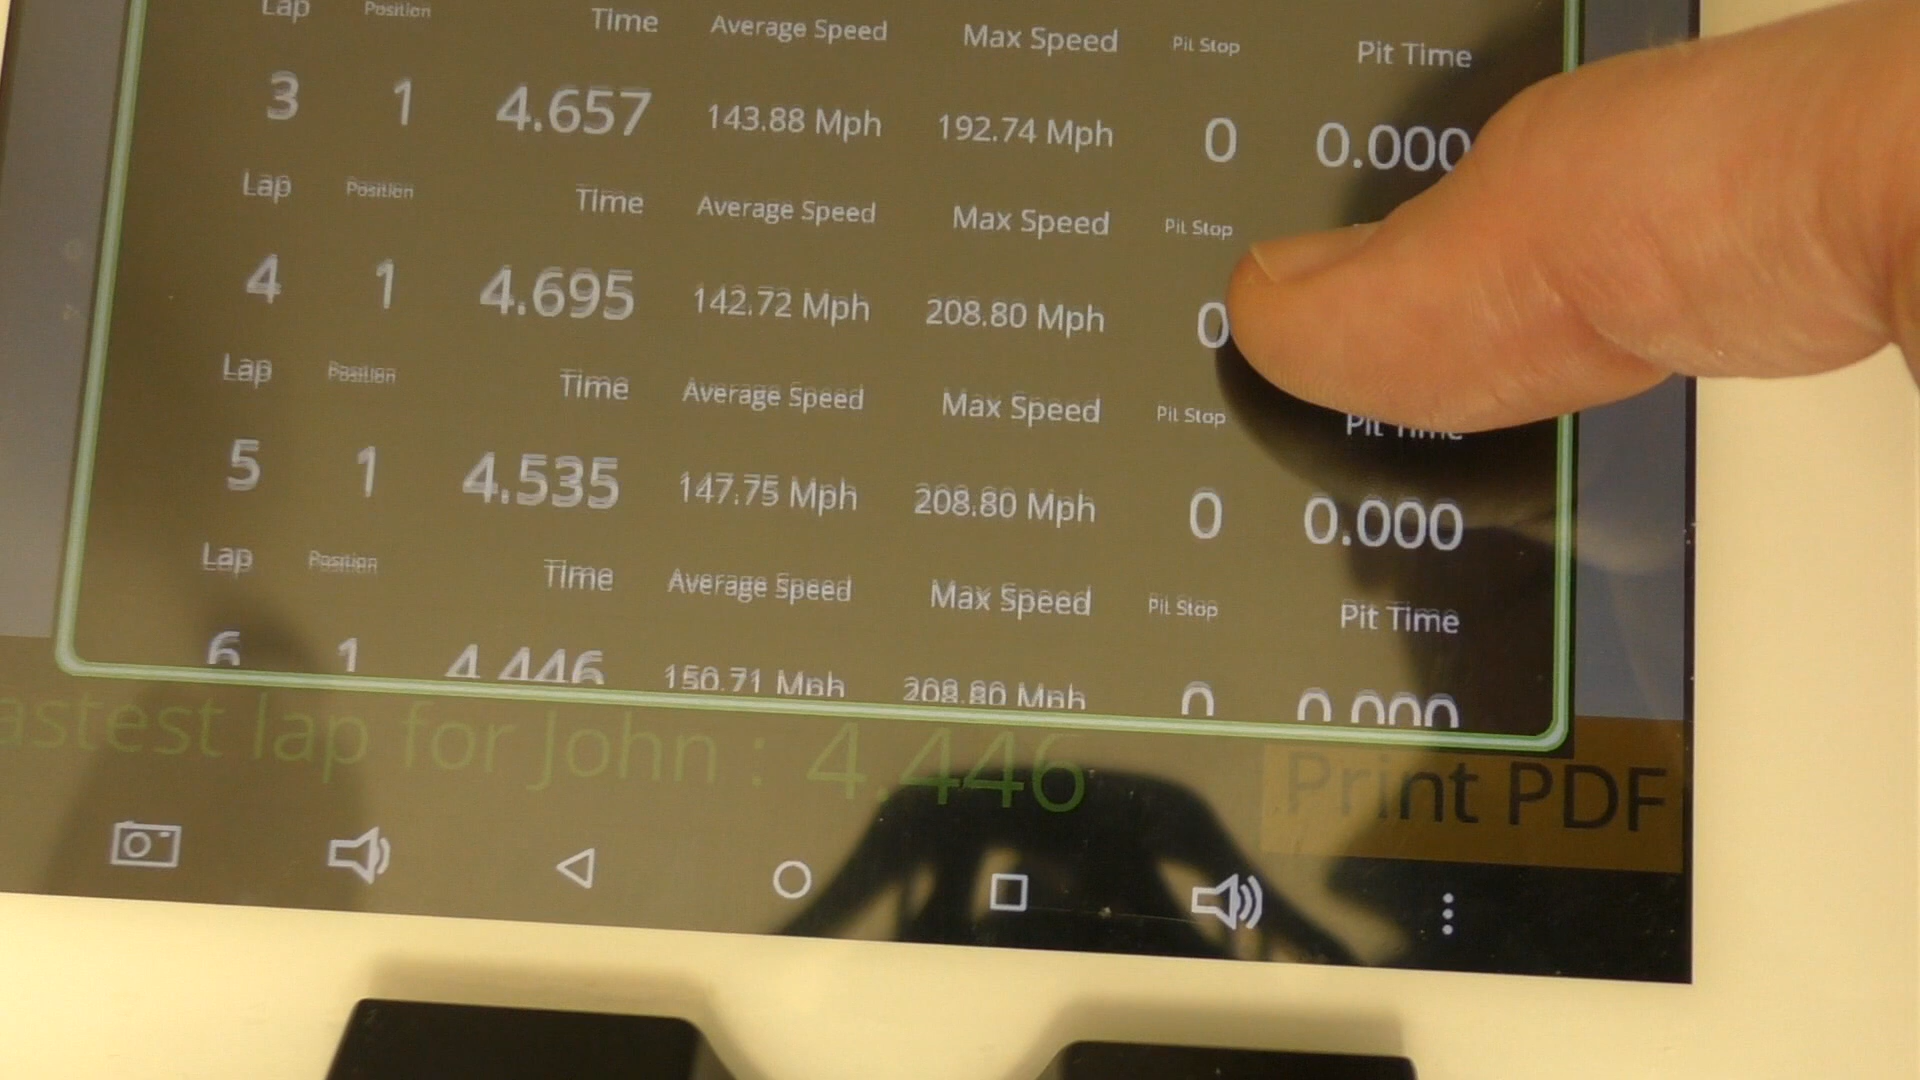 Lap Position Time Average Speed Max Speed Pit Stop Pit Time
3 1 4.657 143.88 Mph 192.74 Mph 0 0.000
Lap Position Time Average Speed Max Speed Pit Stop
4 1 4.695 142.72 Mph 208.80 Mph 0
Lap Position Time Average Speed Max Speed Pit Stop Pit Time
5 1 4.535 147.75 Mph 208.80 Mph 0 0.000
Lap Position Time Average Speed Max Speed Pit Stop Pit Time
6 1 4.446 150.71 Mph 208.80 Mph 0 0.000
astest lap for John : 4.446
Print PDF